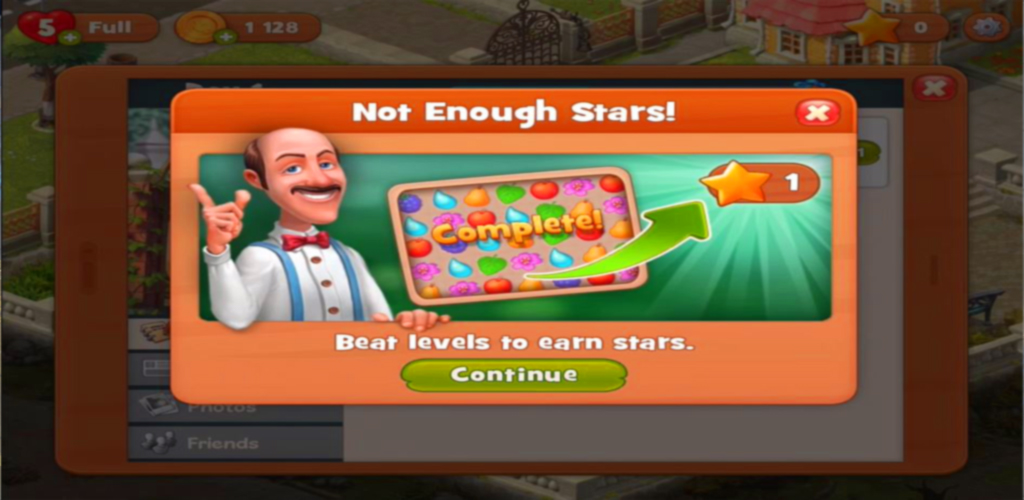 5 Full
1 128
0
Not Enough Stars!
1
Complete!
Beat levels to earn stars.
Continue
Photos
Friends